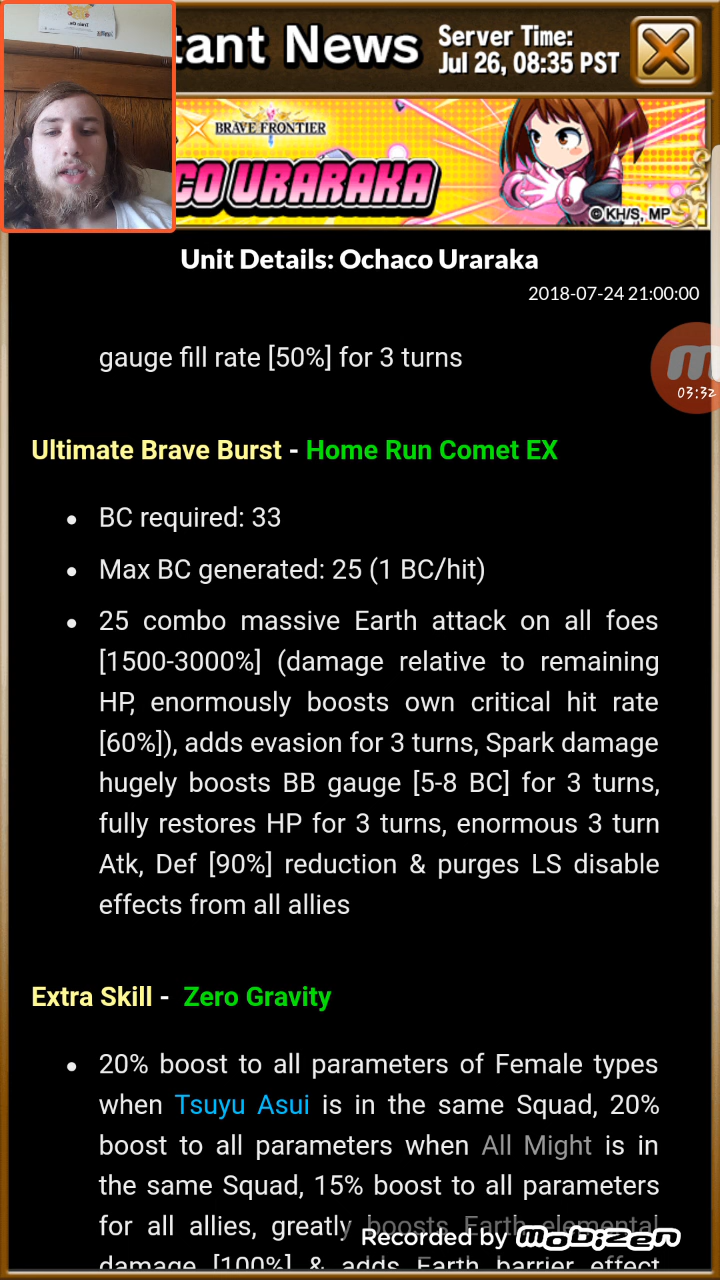 tant News
Server Time:
Jul 26, 08:35 PST
BRAVE FRONTIER
CO URARAKA
© KH/S, MP
Unit Details: Ochaco Uraraka
2018-07-24 21:00:00
gauge fill rate [50%] for 3 turns
03:32
Ultimate Brave Burst - Home Run Comet EX
• BC required: 33
• Max BC generated: 25 (1 BC/hit)
• 25 combo massive Earth attack on all foes
[1500-3000%] (damage relative to remaining
HP, enormously boosts own critical hit rate
[60%]), adds evasion for 3 turns, Spark damage
hugely boosts BB gauge [5-8 BC] for 3 turns,
fully restores HP for 3 turns, enormous 3 turn
Atk, Def [90%] reduction & purges LS disable
effects from all allies
Extra Skill - Zero Gravity
• 20% boost to all parameters of Female types
when Tsuyu Asui is in the same Squad, 20%
boost to all parameters when All Might is in
the same Squad, 15% boost to all parameters
for all allies, greatly boosts Earth elemental
damage [100%] & adds Earth barrier effect
Recorded by mobizen